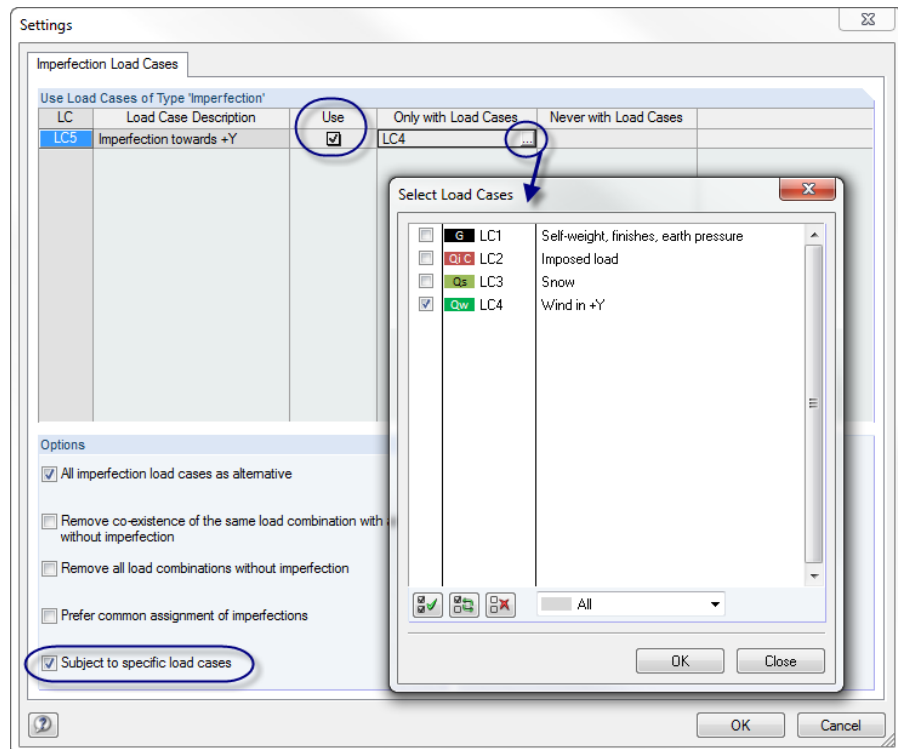 Settings
Imperfection Load Cases
Use Load Cases of Type 'Imperfection'
LC Load Case Description Use Only with Load Cases Never with Load Cases
LC5 Imperfection towards +Y LC4 ...
Select Load Cases
G LC1 Self-weight, finishes, earth pressure
Qi C LC2 Imposed load
Qs LC3 Snow
Qw LC4 Wind in +Y
All
OK Close
Options
All imperfection load cases as alternative
Remove co-existence of the same load combination with
without imperfection
Remove all load combinations without imperfection
Prefer common assignment of imperfections
Subject to specific load cases
OK Cancel